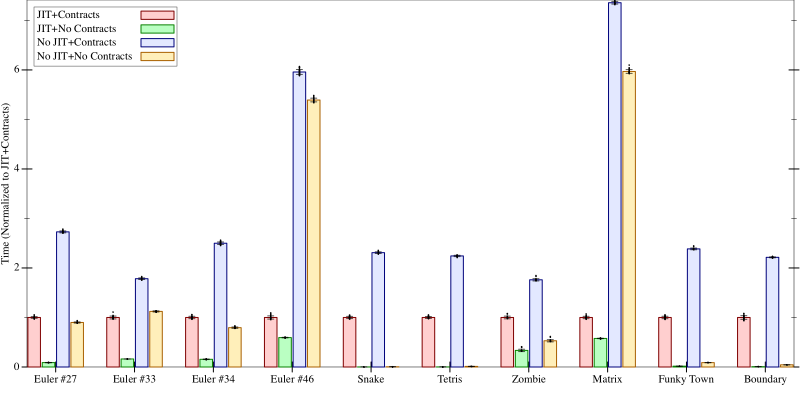 JIT+Contracts
JIT+No Contracts
No JIT+Contracts
No JIT+No Contracts
Time (Normalized to JIT+Contracts)
6
4
2
0
Euler #27 Euler #33 Euler #34 Euler #46 Snake Tetris Zombie Matrix Funky Town Boundary